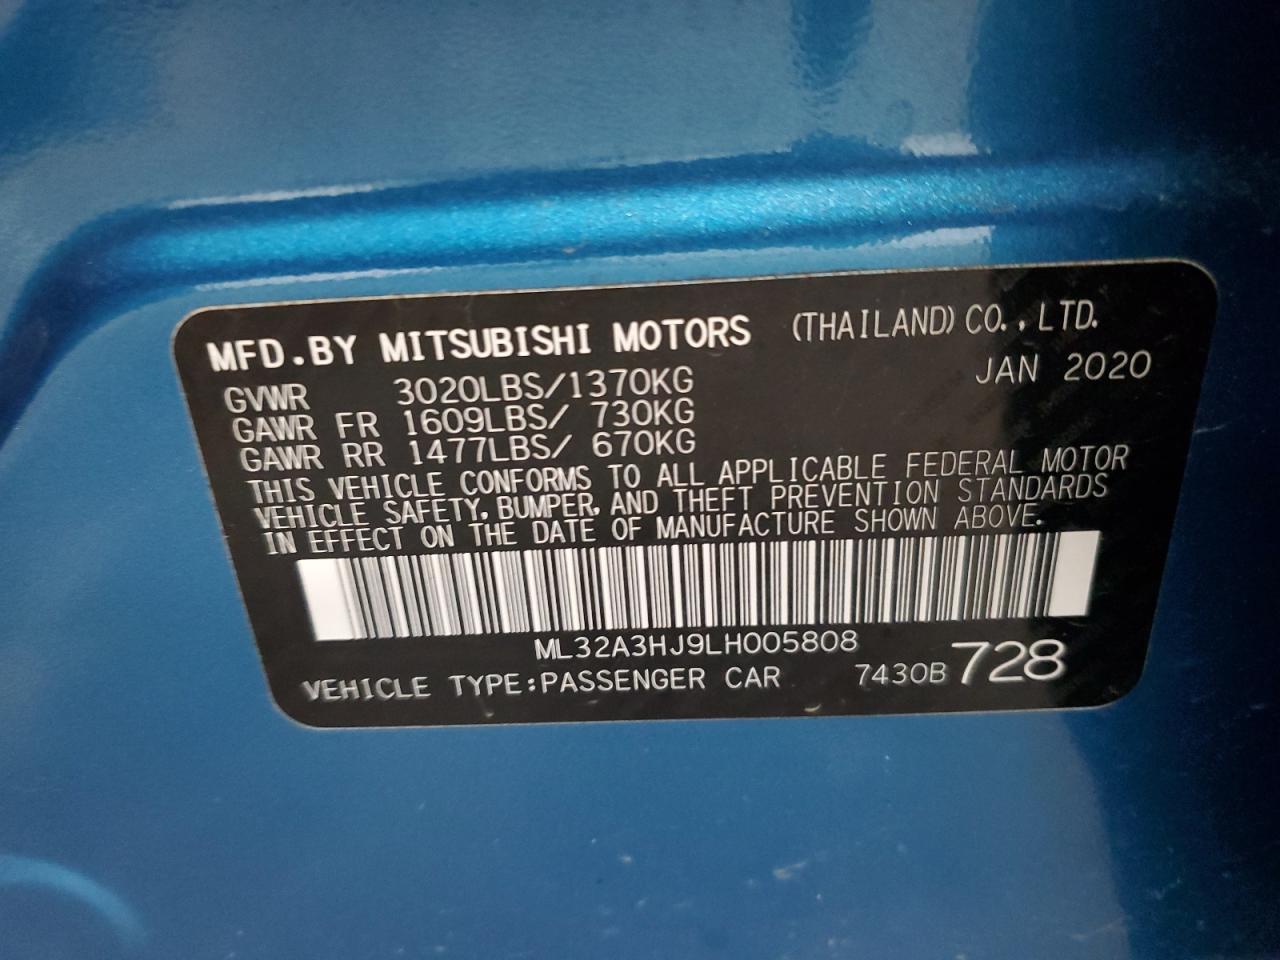 MFD.BY MITSUBISHI MOTORS (THAILAND) CO.,LTD.
GVWR 3020LBS/1370KG JAN 2020
GAWR FR 1609LBS/ 730KG
GAWR RR 1477LBS/ 670KG
THIS VEHICLE CONFORMS TO ALL APPLICABLE FEDERAL MOTOR
VEHICLE SAFETY, BUMPER, AND THEFT PREVENTION STANDARDS
IN EFFECT ON THE DATE OF MANUFACTURE SHOWN ABOVE.
ML32A3HJ9LH005808
VEHICLE TYPE:PASSENGER CAR 7430B 728